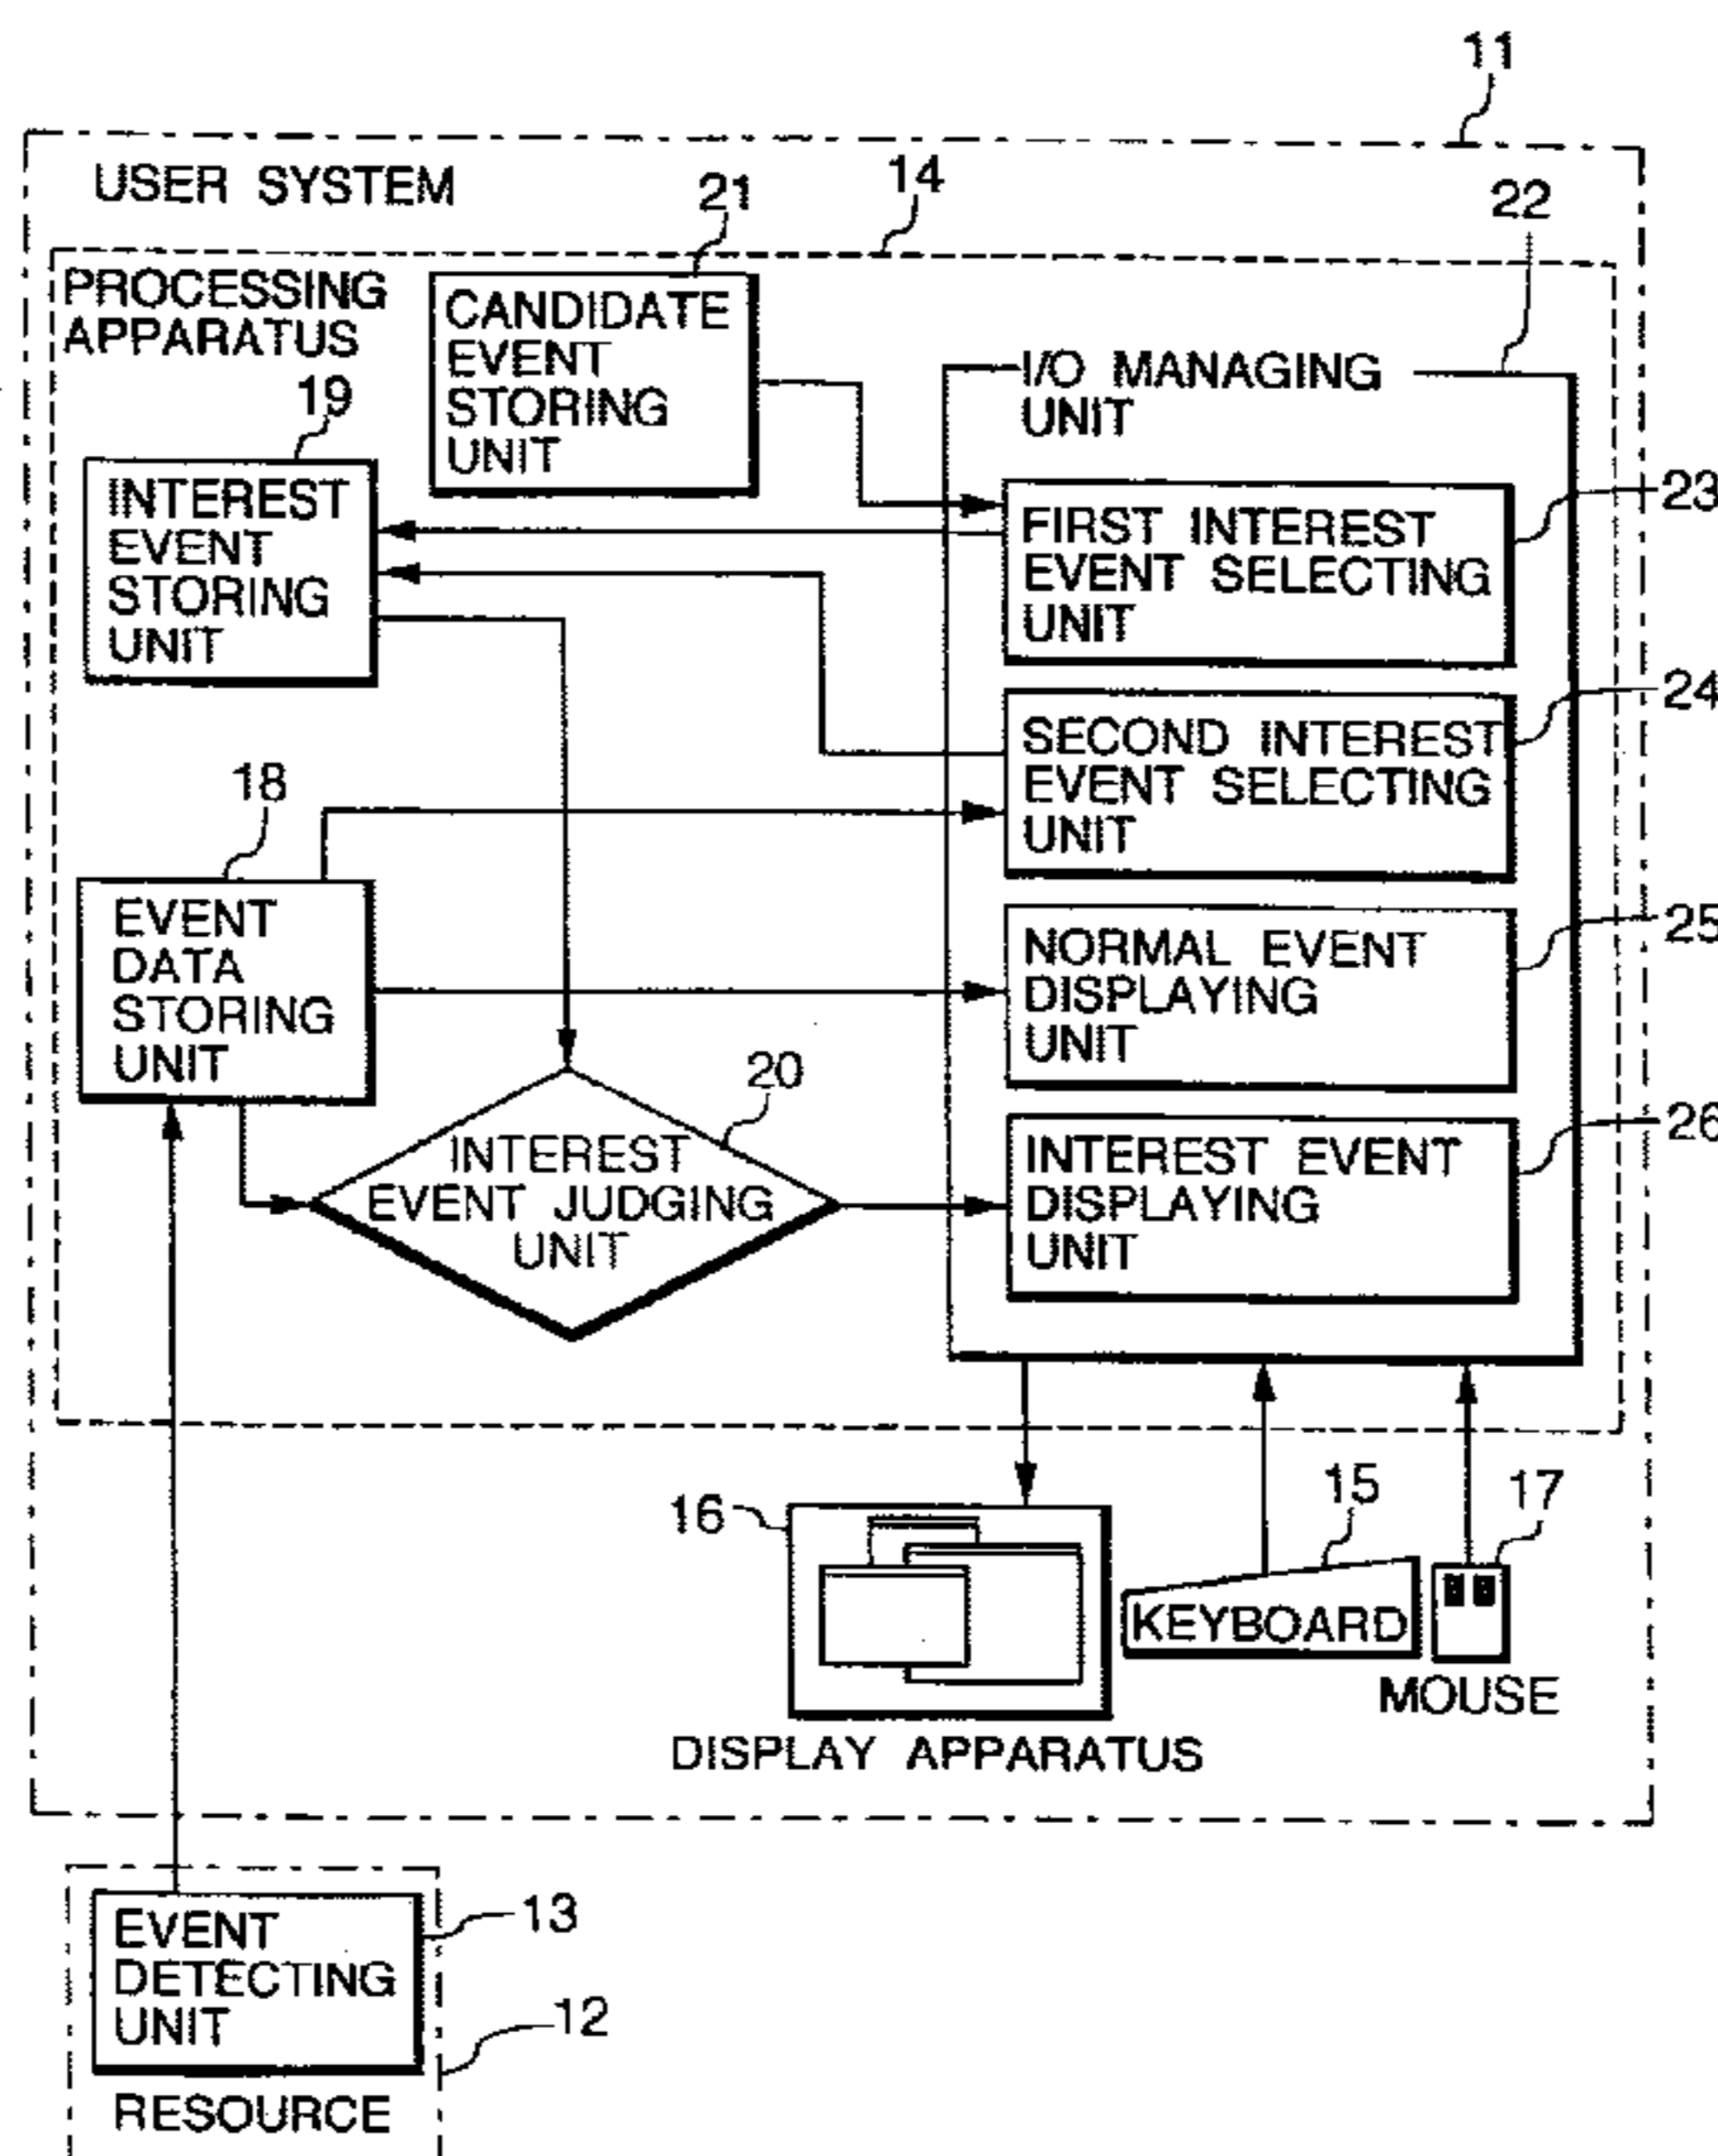 11
USER SYSTEM
14
21
22
PROCESSING
APPARATUS
CANDIDATE
EVENT
STORING
UNIT
I/O MANAGING
UNIT
19
INTEREST
EVENT
STORING
UNIT
FIRST INTEREST
EVENT SELECTING
UNIT
23
SECOND INTEREST
EVENT SELECTING
UNIT
24
18
EVENT
DATA
STORING
UNIT
NORMAL EVENT
DISPLAYING
UNIT
25
20
INTEREST
EVENT JUDGING
UNIT
INTEREST EVENT
DISPLAYING
UNIT
26
16
15
17
KEYBOARD
MOUSE
DISPLAY APPARATUS
EVENT
DETECTING
UNIT
13
12
RESOURCE